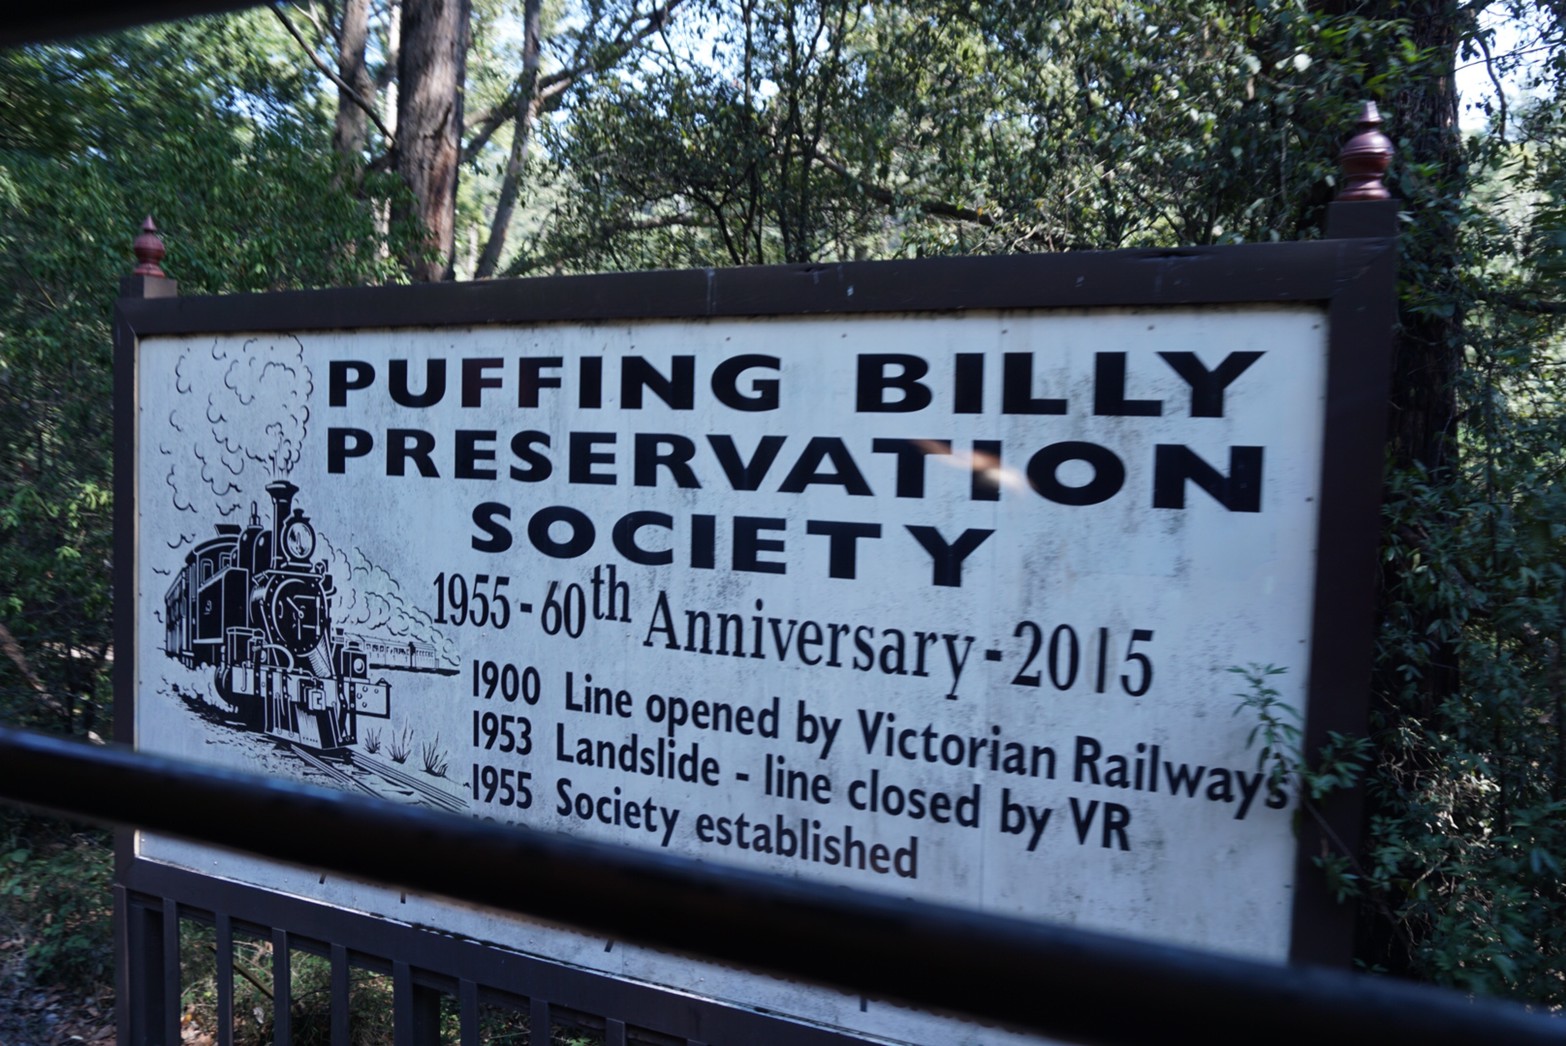 PUFFING BILLY
PRESERVATION
SOCIETY
1955-60th Anniversary-2015
1900 Line opened by Victorian Railways
1953 Landslide - line closed by VR
1955 Society established